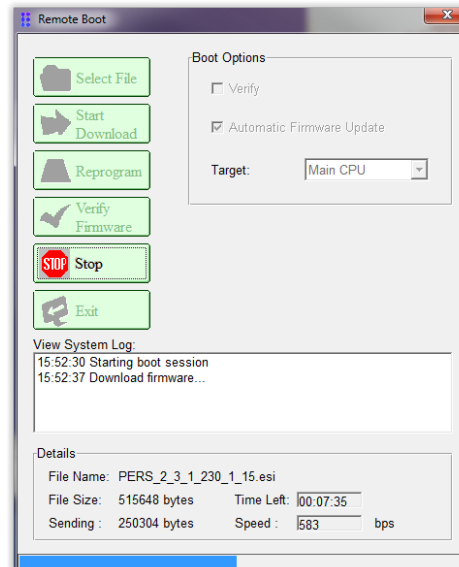 Remote Boot
Select File
Start
Download
Reprogram
Verify
Firmware
STOP Stop
Exit
Boot Options
Verify
Automatic Firmware Update
Target: Main CPU
View System Log:
15:52:30 Starting boot session
15:52:37 Download firmware...
Details
File Name: PERS_2_3_1_230_1_15.esi
File Size: 515648 bytes Time Left: 00:07:35
Sending : 250304 bytes Speed : 583 bps